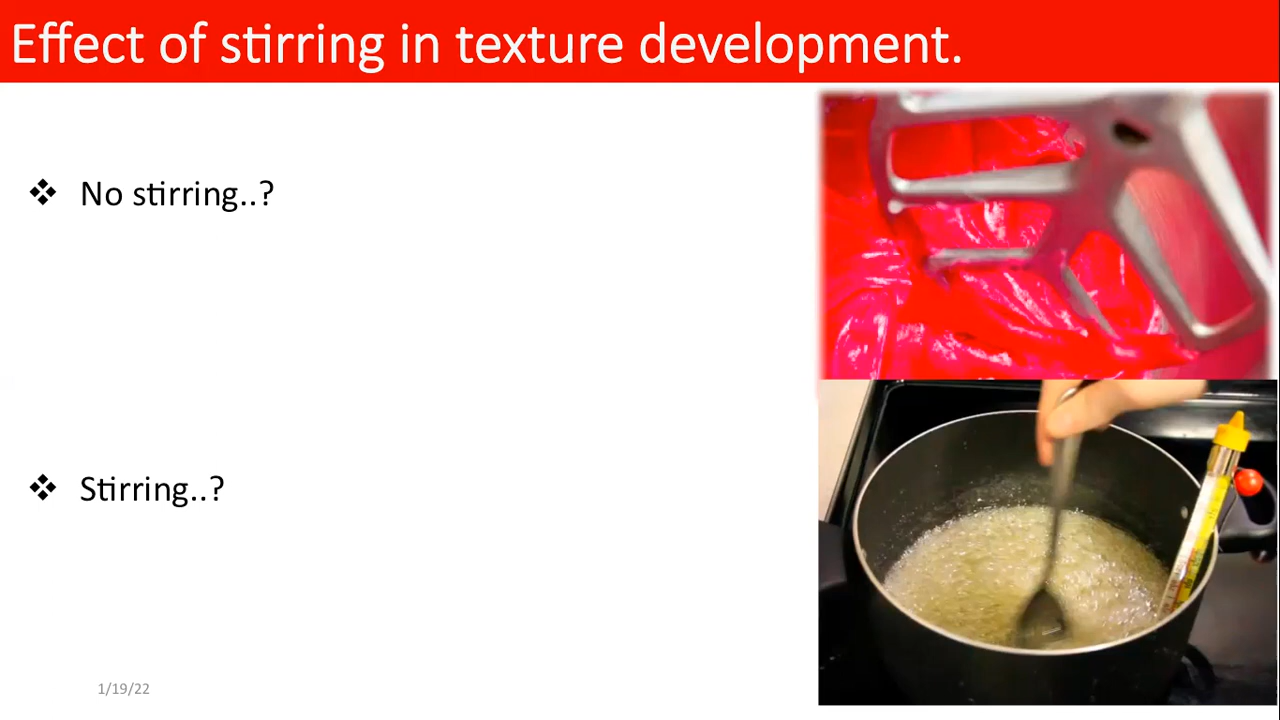 Effect of stirring in texture development.
❖ No stirring..?
❖ Stirring..?
1/19/22